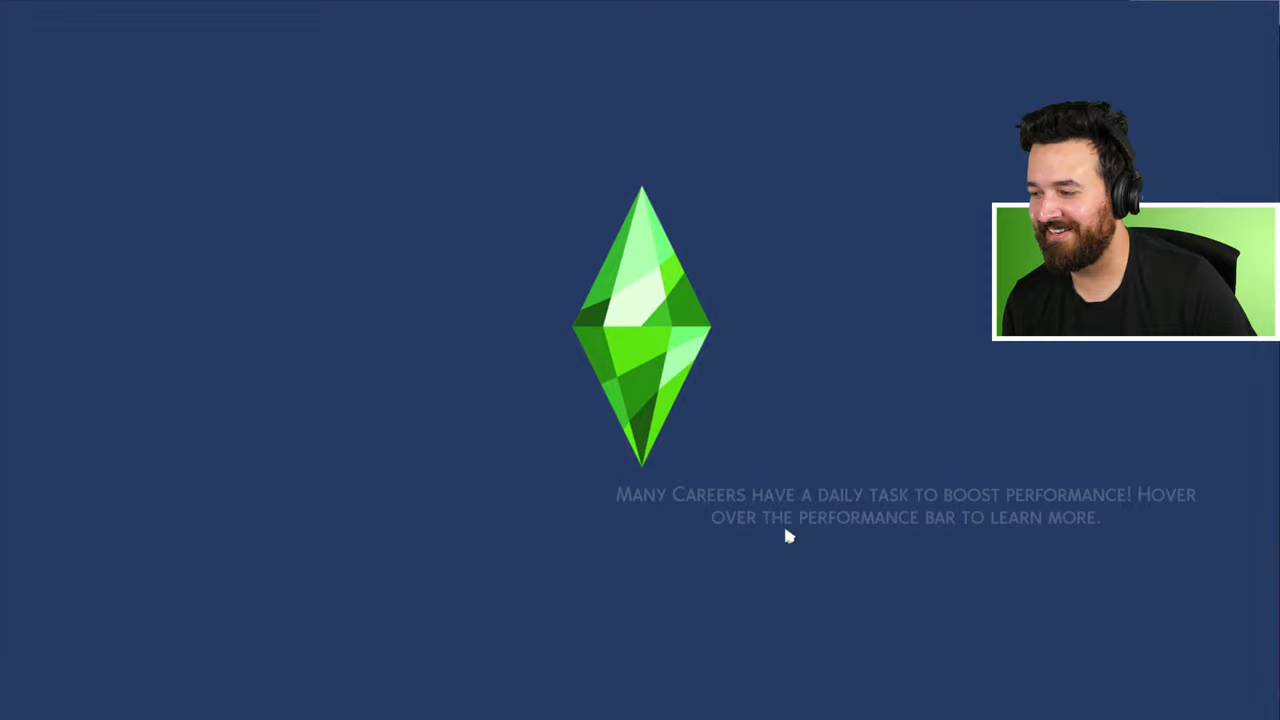 Many Careers have a daily task to boost performance! Hover
over the performance bar to learn more.